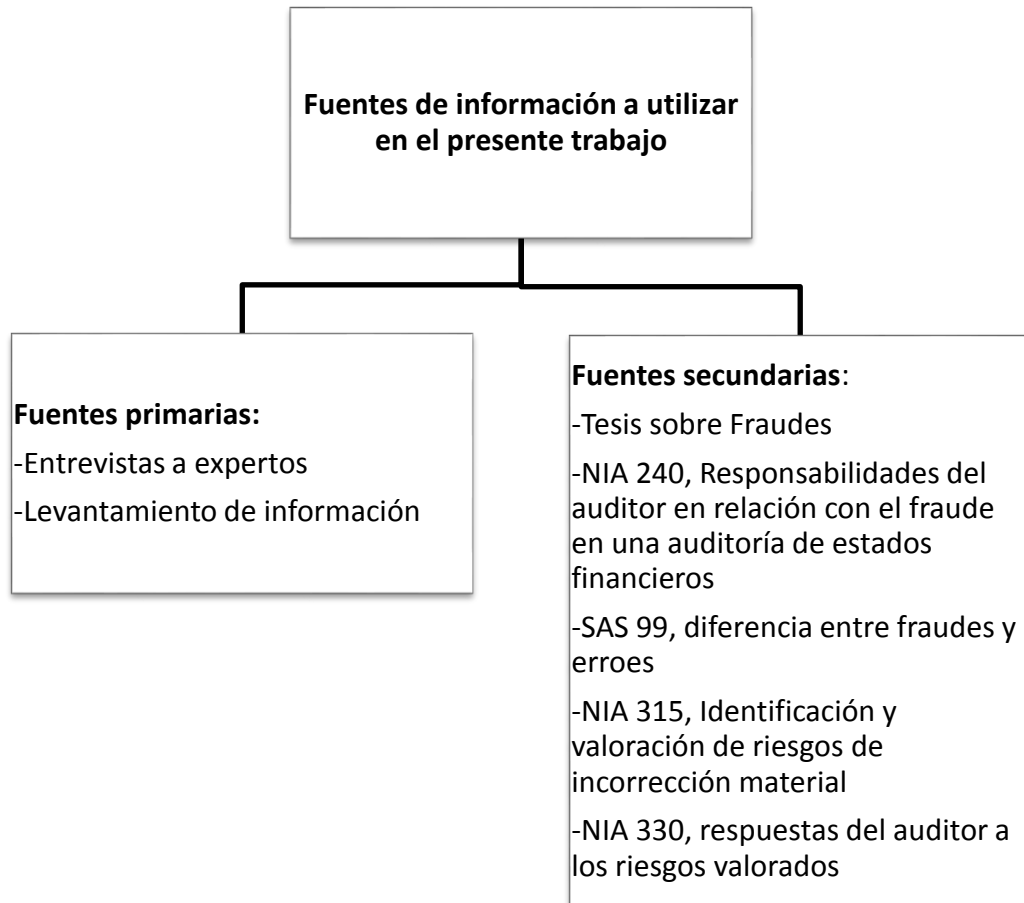 Fuentes de información a utilizar
en el presente trabajo
Fuentes primarias:
-Entrevistas a expertos
-Levantamiento de información
Fuentes secundarias:
-Tesis sobre Fraudes
-NIA 240, Responsabilidades del
auditor en relación con el fraude
en una auditoría de estados
financieros
-SAS 99, diferencia entre fraudes y
erroes
-NIA 315, Identificación y
valoración de riesgos de
incorrección material
-NIA 330, respuestas del auditor a
los riesgos valorados